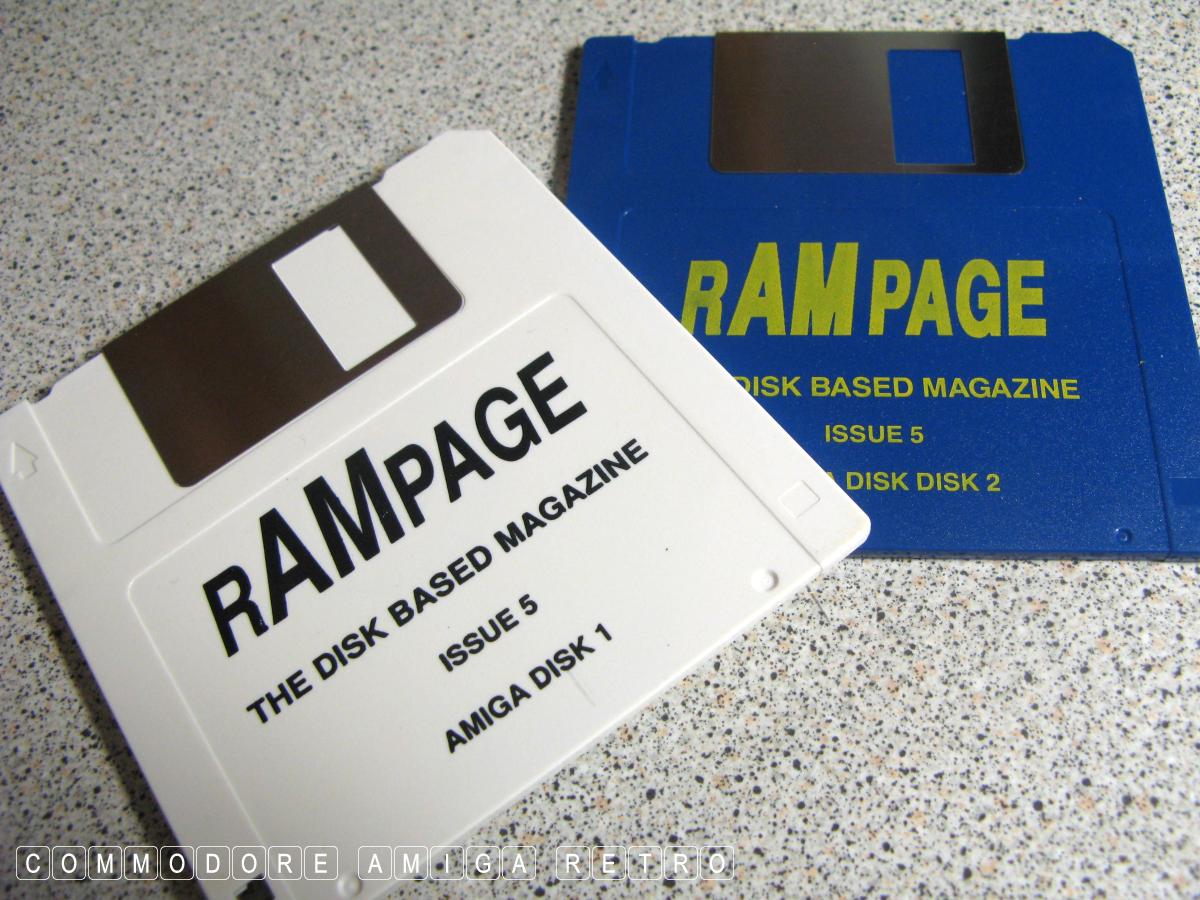 RAMPAGE
THE DISK BASED MAGAZINE
ISSUE 5
AMIGA DISK 1
RAMPAGE
DISK BASED MAGAZINE
ISSUE 5
A DISK DISK 2
COMMODORE AMIGA RETRO